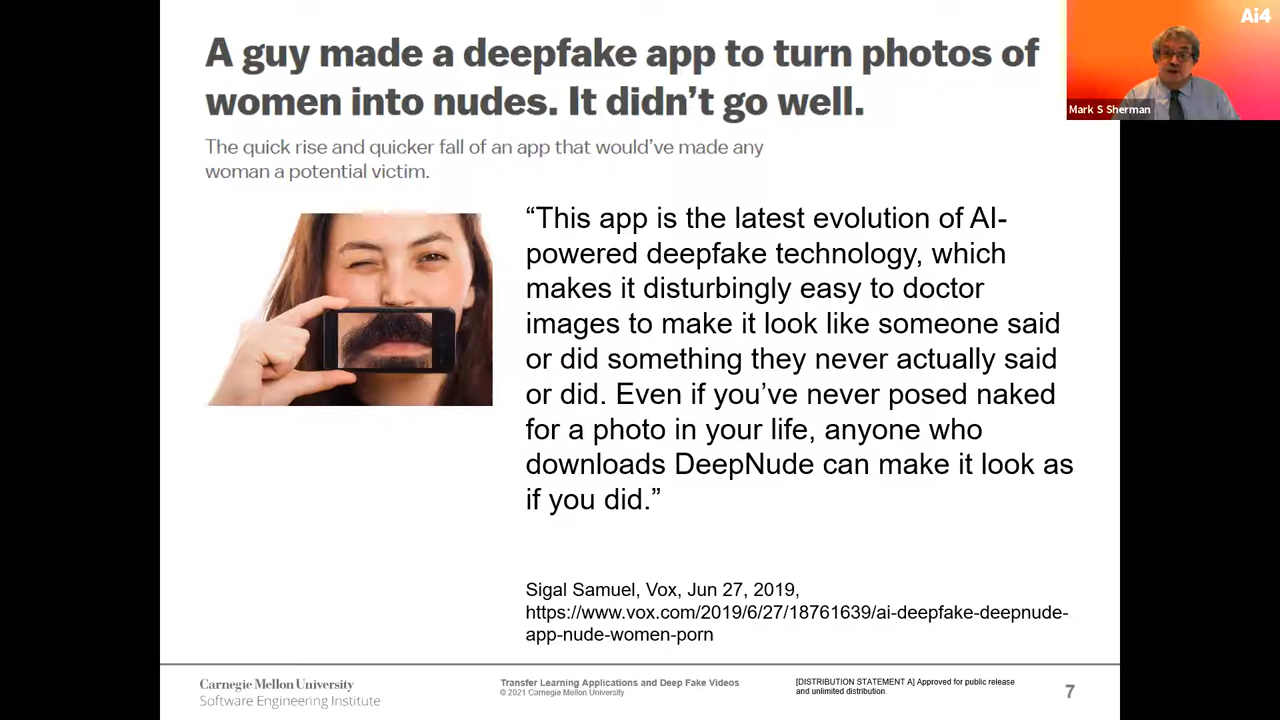 A guy made a deepfake app to turn photos of
women into nudes. It didn't go well.
The quick rise and quicker fall of an app that would've made any
woman a potential victim.
"This app is the latest evolution of AI-
powered deepfake technology, which
makes it disturbingly easy to doctor
images to make it look like someone said
or did something they never actually said
or did. Even if you've never posed naked
for a photo in your life, anyone who
downloads DeepNude can make it look as
if you did."
Sigal Samuel, Vox, Jun 27, 2019,
https://www.vox.com/2019/6/27/18761639/ai-deepfake-deepnude-
app-nude-women-porn
Carnegie Mellon University
Software Engineering Institute
Transfer Learning Applications and Deep Fake Videos
© 2021 Carnegie Mellon University
[DISTRIBUTION STATEMENT A] Approved for public release
and unlimited distribution.
7
Ai4
Mark S Sherman